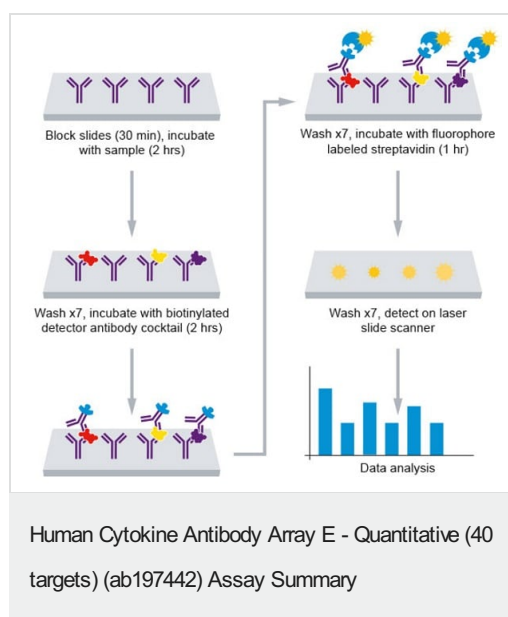 Block slides (30 min), incubate
with sample (2 hrs)
Wash x7, incubate with biotinylated
detector antibody cocktail (2 hrs)
Wash x7, incubate with fluorophore
labeled streptavidin (1 hr)
Wash x7, detect on laser
slide scanner
Data analysis
Human Cytokine Antibody Array E - Quantitative (40
targets) (ab197442) Assay Summary